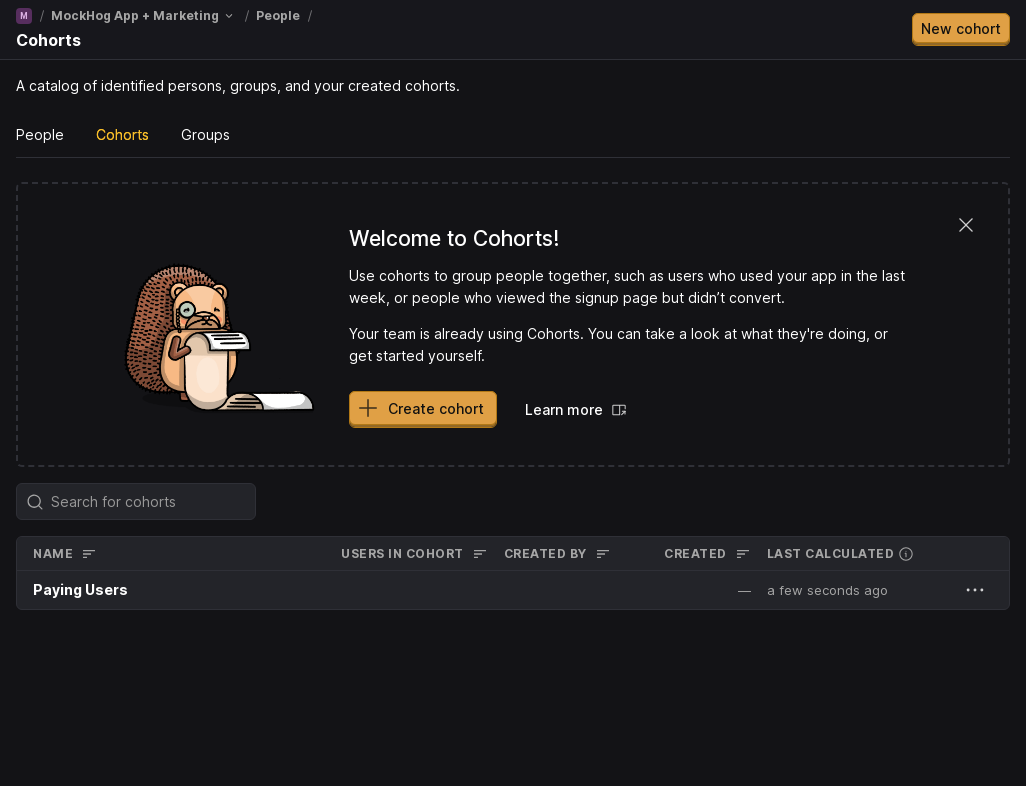 M / MockHog App + Marketing / People /
Cohorts
New cohort
A catalog of identified persons, groups, and your created cohorts.
People Cohorts Groups
Welcome to Cohorts!
Use cohorts to group people together, such as users who used your app in the last
week, or people who viewed the signup page but didn’t convert.
Your team is already using Cohorts. You can take a look at what they're doing, or
get started yourself.
Create cohort Learn more
Search for cohorts
NAME USERS IN COHORT CREATED BY CREATED LAST CALCULATED
Paying Users — a few seconds ago